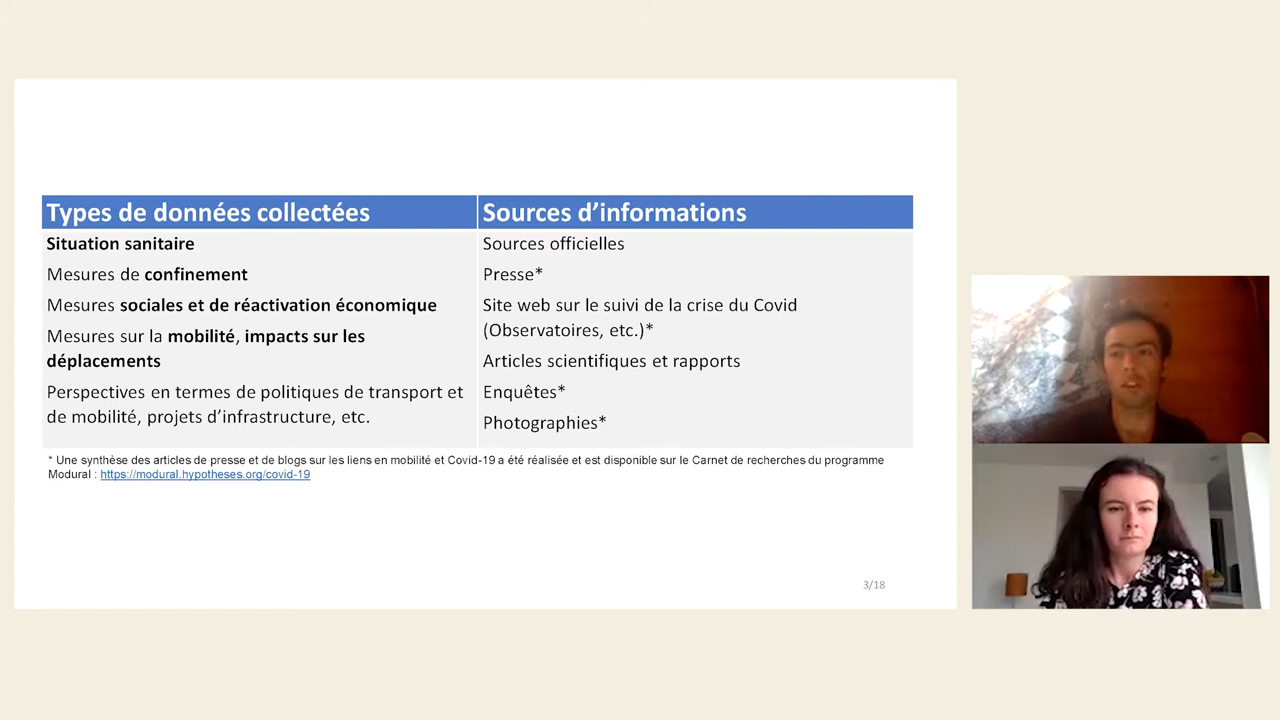 Types de données collectées
Sources d'informations
Situation sanitaire
Sources officielles
Mesures de confinement
Presse*
Mesures sociales et de réactivation économique
Site web sur le suivi de la crise du Covid
(Observatoires, etc.)*
Mesures sur la mobilité, impacts sur les
déplacements
Articles scientifiques et rapports
Perspectives en termes de politiques de transport et
de mobilité, projets d'infrastructure, etc.
Enquêtes*
Photographies*
* Une synthèse des articles de presse et de blogs sur les liens en mobilité et Covid-19 a été réalisée et est disponible sur le Carnet de recherches du programme
Modural : https://modural.hypotheses.org/covid-19
3/18